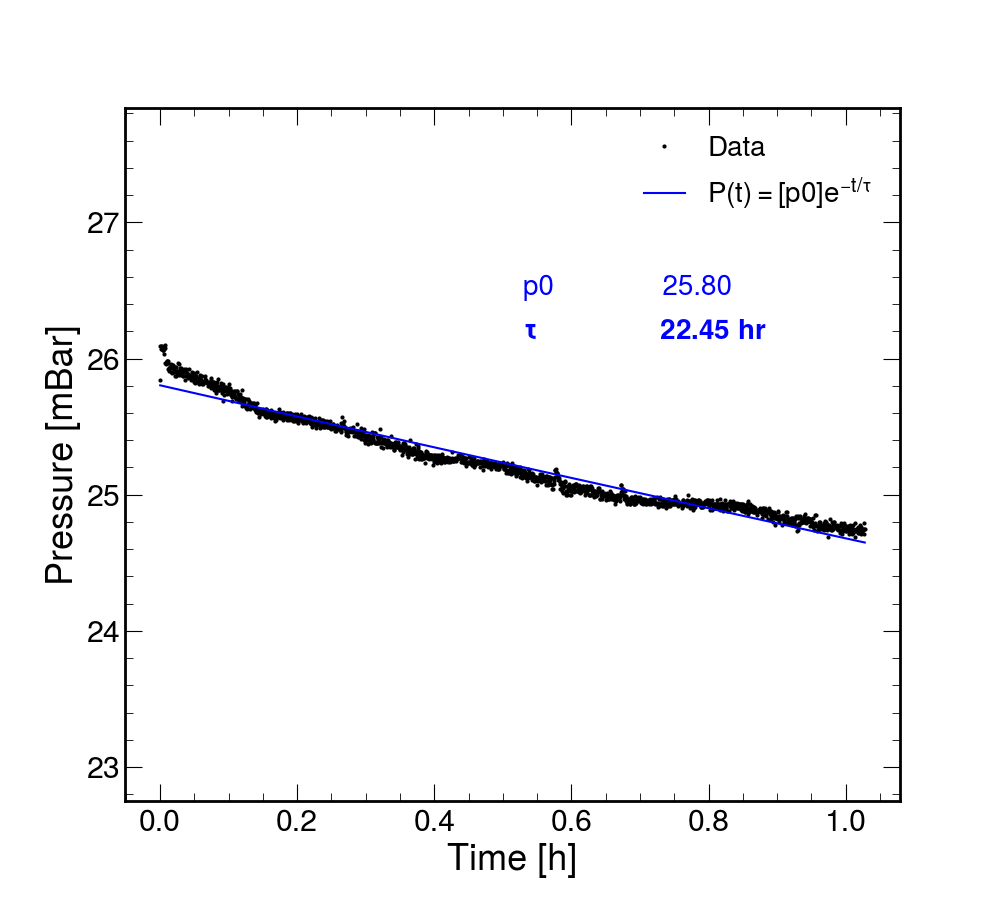 Data
P(t) = [p0]e^{−t/τ}
p0 25.80
τ 22.45 hr
27
26
25
24
23
Pressure [mBar]
0.0 0.2 0.4 0.6 0.8 1.0
Time [h]